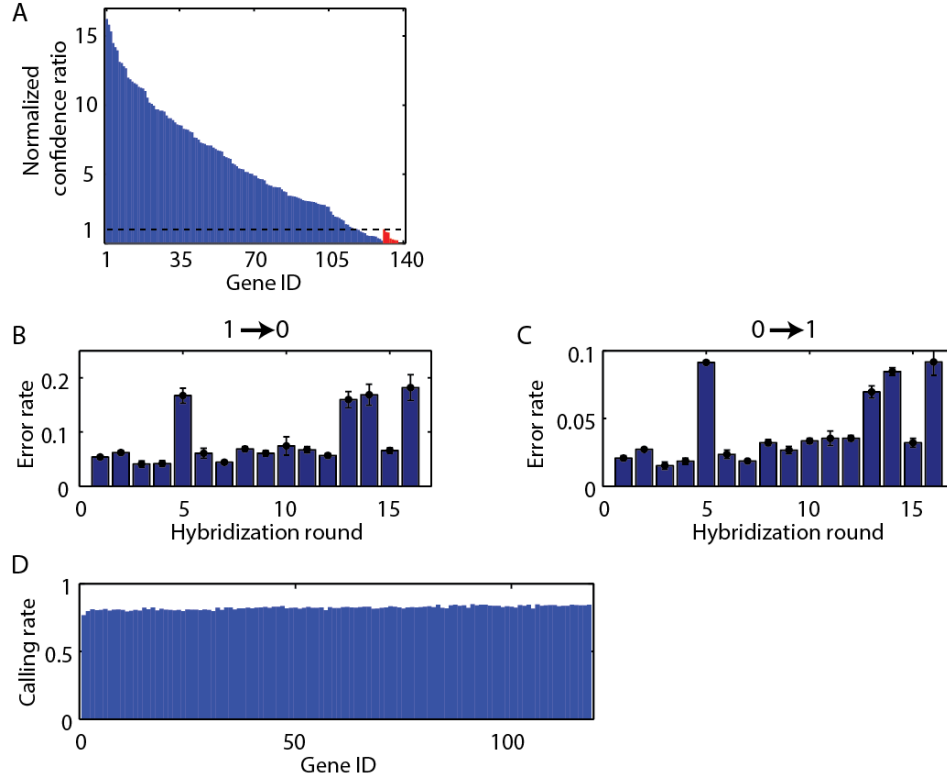 A
Normalized
confidence ratio
15
10
5
1
1 35 70 105 140
Gene ID
B
1 → 0
Error rate
0.2
0.1
0
0 5 10 15
Hybridization round
C
0 → 1
Error rate
0.1
0.05
0
0 5 10 15
Hybridization round
D
Calling rate
1
0.5
0
0 50 100
Gene ID